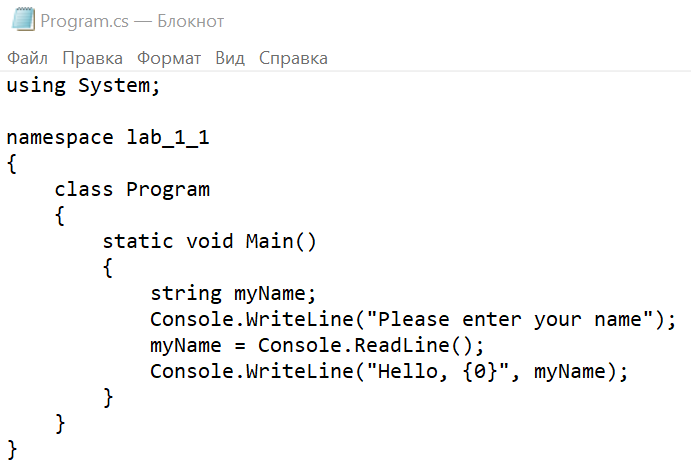 Program.cs — Блокнот
Файл Правка Формат Вид Справка
using System;

namespace lab_1_1
{
    class Program
    {
        static void Main()
        {
            string myName;
            Console.WriteLine("Please enter your name");
            myName = Console.ReadLine();
            Console.WriteLine("Hello, {0}", myName);
        }
    }
}